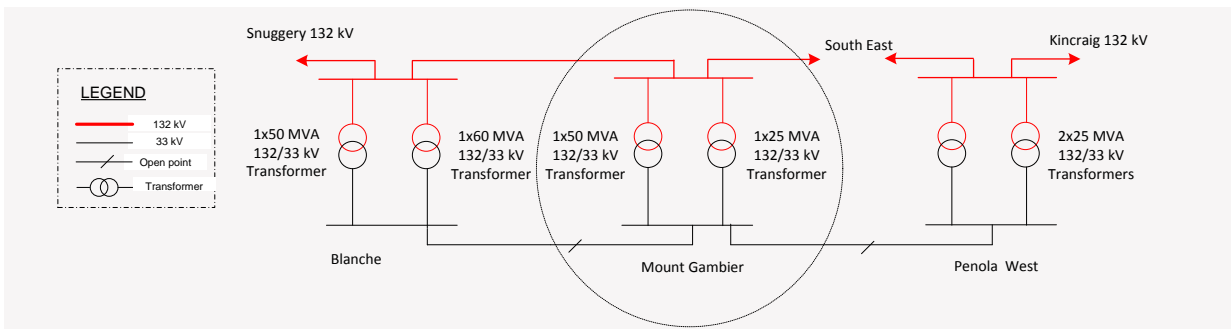 Snuggery 132 kV
South East
Kincraig 132 kV
LEGEND
132 kV
33 kV
Open point
Transformer
1x50 MVA
132/33 kV
Transformer
1x60 MVA
132/33 kV
Transformer
1x50 MVA
132/33 kV
Transformer
1x25 MVA
132/33 kV
Transformer
2x25 MVA
132/33 kV
Transformers
Blanche
Mount Gambier
Penola West